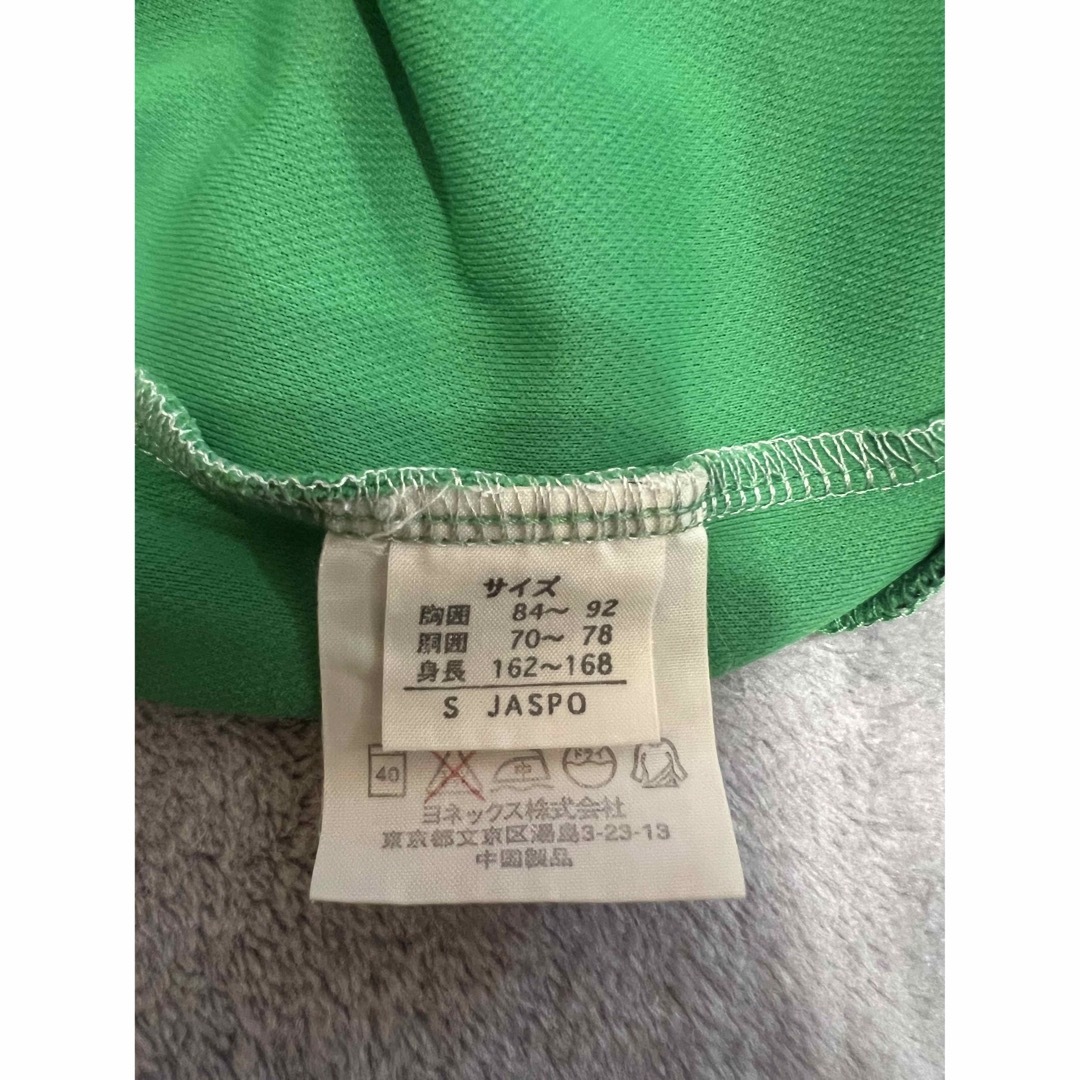 サイズ
胸囲 84～ 92
胴囲 70～ 78
身長 162～168
S JASPO
40 中 ドライ
ヨネックス株式会社
東京都文京区湯島3-23-13
中国製品